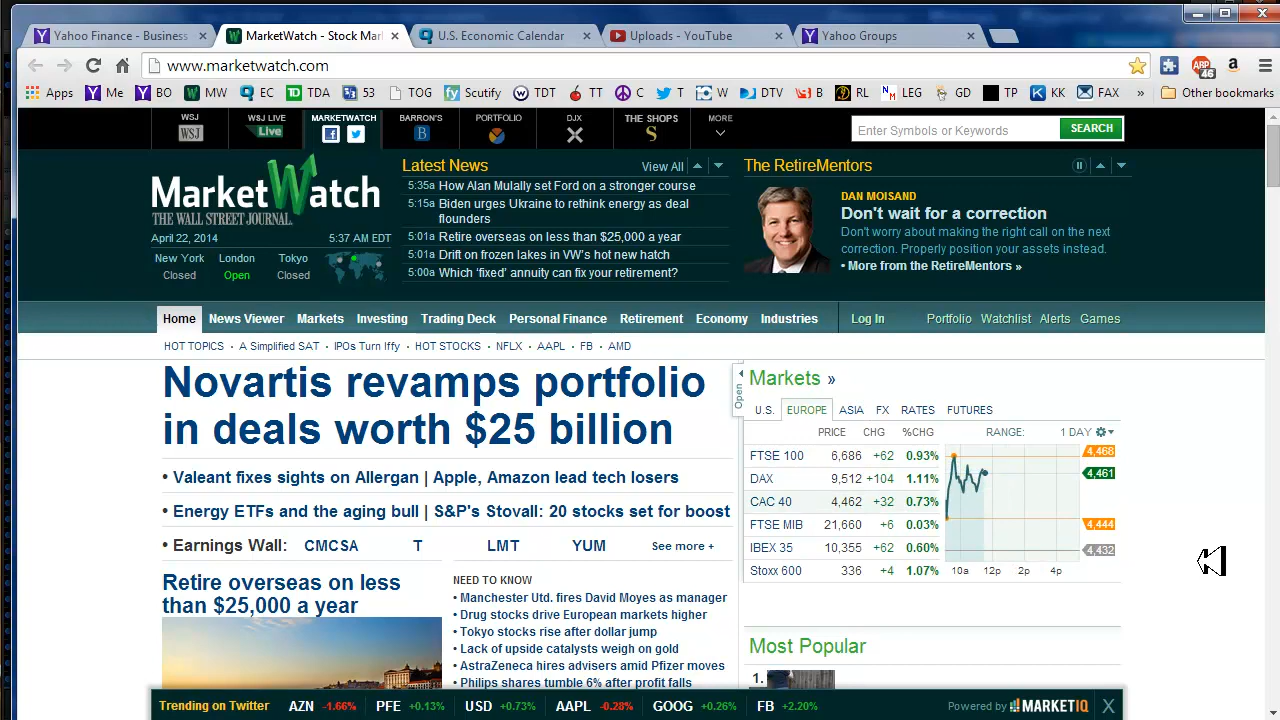 Yahoo Finance - Business
MarketWatch - Stock Mar
U.S. Economic Calendar
Uploads - YouTube
Yahoo Groups
www.marketwatch.com
ABP 46
Apps Me BO MW EC TDA 53 TOG Scutify TDT TT C T W DTV B RL LEG GD TP KK FAX » Other bookmarks
WSJ WSJ LIVE MARKETWATCH BARRON'S PORTFOLIO DJX THE SHOPS MORE
WSJ Live B S
Enter Symbols or Keywords SEARCH
MarketWatch
THE WALL STREET JOURNAL.
April 22, 2014 5:37 AM EDT
New York London Tokyo
Closed Open Closed
Latest News View All
5:35a How Alan Mulally set Ford on a stronger course
5:15a Biden urges Ukraine to rethink energy as deal
flounders
5:01a Retire overseas on less than $25,000 a year
5:01a Drift on frozen lakes in VW's hot new hatch
5:00a Which 'fixed' annuity can fix your retirement?
The RetireMentors
DAN MOISAND
Don't wait for a correction
Don't worry about making the right call on the next
correction. Properly position your assets instead.
• More from the RetireMentors »
Home News Viewer Markets Investing Trading Deck Personal Finance Retirement Economy Industries Log In Portfolio Watchlist Alerts Games
HOT TOPICS • A Simplified SAT • IPOs Turn Iffy • HOT STOCKS • NFLX • AAPL • FB • AMD
Novartis revamps portfolio
in deals worth $25 billion
• Valeant fixes sights on Allergan | Apple, Amazon lead tech losers
• Energy ETFs and the aging bull | S&P's Stovall: 20 stocks set for boost
• Earnings Wall: CMCSA T LMT YUM See more +
Retire overseas on less
than $25,000 a year
NEED TO KNOW
• Manchester Utd. fires David Moyes as manager
• Drug stocks drive European markets higher
• Tokyo stocks rise after dollar jump
• Lack of upside catalysts weigh on gold
• AstraZeneca hires advisers amid Pfizer moves
• Philips shares tumble 6% after profit falls
Open
Markets »
U.S. EUROPE ASIA FX RATES FUTURES
PRICE CHG %CHG RANGE: 1 DAY
FTSE 100 6,686 +62 0.93%
DAX 9,512 +104 1.11%
CAC 40 4,462 +32 0.73%
FTSE MIB 21,660 +6 0.03%
IBEX 35 10,355 +62 0.60%
Stoxx 600 336 +4 1.07%
4,468
4,461
4,444
4,432
10a 12p 2p 4p
Most Popular
1.
Trending on Twitter AZN -1.66% PFE +0.13% USD +0.73% AAPL -0.28% GOOG +0.26% FB +2.20% Powered by MARKETIQ X